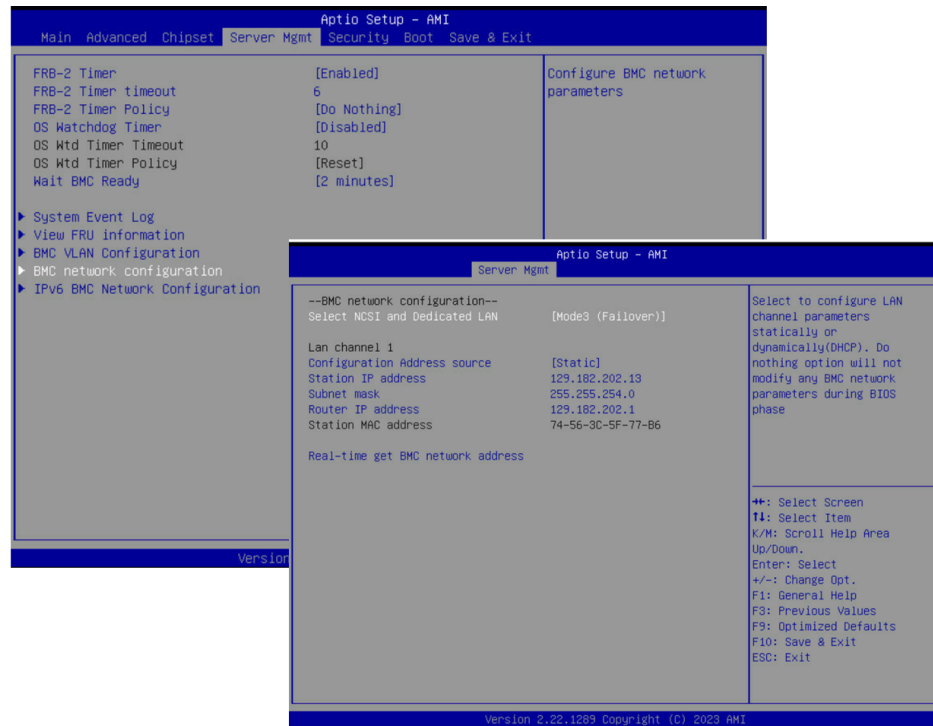 Aptio Setup – AMI
Main Advanced Chipset Server Mgmt Security Boot Save & Exit
FRB-2 Timer [Enabled]
FRB-2 Timer timeout 6
FRB-2 Timer Policy [Do Nothing]
OS Watchdog Timer [Disabled]
OS Wtd Timer Timeout 10
OS Wtd Timer Policy [Reset]
Wait BMC Ready [2 minutes]
System Event Log
View FRU information
BMC VLAN Configuration
BMC network configuration
IPv6 BMC Network Configuration
Configure BMC network
parameters
Version
Aptio Setup – AMI
Server Mgmt
--BMC network configuration--
Select NCSI and Dedicated LAN [Mode3 (Failover)]
Lan channel 1
Configuration Address source [Static]
Station IP address 129.182.202.13
Subnet mask 255.255.254.0
Router IP address 129.182.202.1
Station MAC address 74-56-3C-5F-77-B6
Real-time get BMC network address
Select to configure LAN
channel parameters
statically or
dynamically(DHCP). Do
nothing option will not
modify any BMC network
parameters during BIOS
phase
→←: Select Screen
↑↓: Select Item
K/M: Scroll Help Area
Up/Down.
Enter: Select
+/-: Change Opt.
F1: General Help
F3: Previous Values
F9: Optimized Defaults
F10: Save & Exit
ESC: Exit
Version 2.22.1289 Copyright (C) 2023 AMI